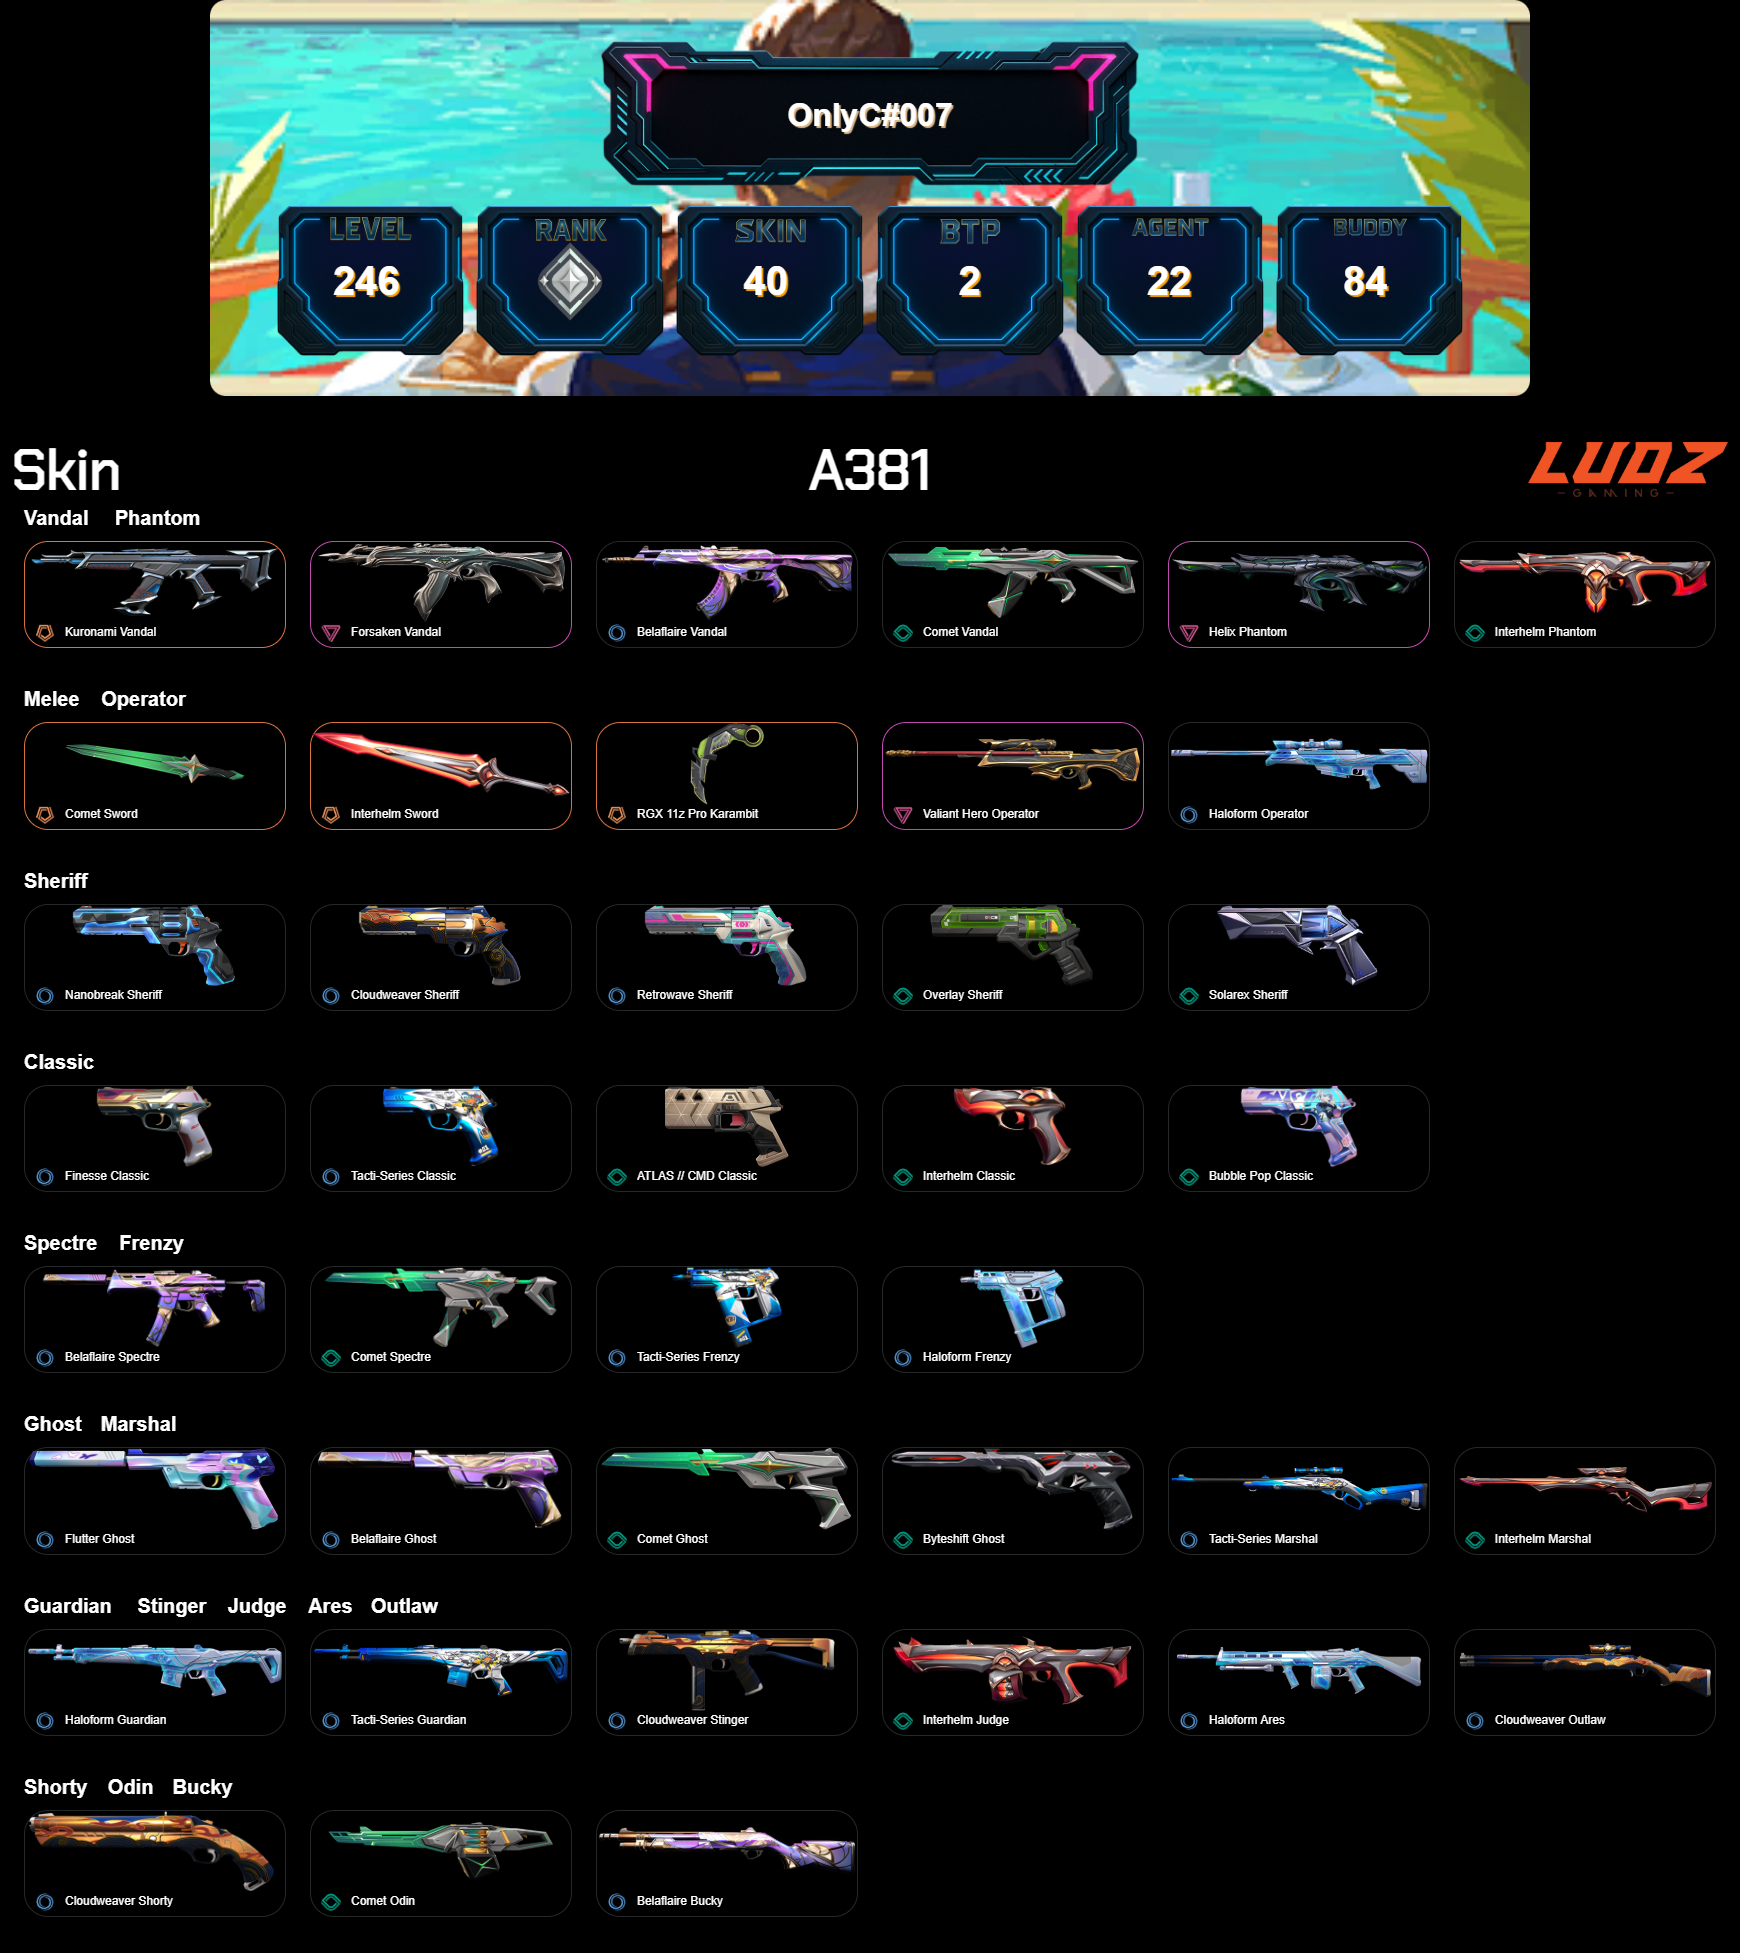 OnlyC#007
LEVEL RANK SKIN BTP AGENT BUDDY
246 40 2 22 84
Skin A381 LUDZ
-GAMING-
Vandal Phantom
Kuronami Vandal Forsaken Vandal Belaflaire Vandal Comet Vandal Helix Phantom Interhelm Phantom
Melee Operator
Comet Sword Interhelm Sword RGX 11z Pro Karambit Valiant Hero Operator Haloform Operator
Sheriff
Nanobreak Sheriff Cloudweaver Sheriff Retrowave Sheriff Overlay Sheriff Solarex Sheriff
Classic
Finesse Classic Tacti-Series Classic ATLAS // CMD Classic Interhelm Classic Bubble Pop Classic
Spectre Frenzy
Belaflaire Spectre Comet Spectre Tacti-Series Frenzy Haloform Frenzy
Ghost Marshal
Flutter Ghost Belaflaire Ghost Comet Ghost Byteshift Ghost Tacti-Series Marshal Interhelm Marshal
Guardian Stinger Judge Ares Outlaw
Haloform Guardian Tacti-Series Guardian Cloudweaver Stinger Interhelm Judge Haloform Ares Cloudweaver Outlaw
Shorty Odin Bucky
Cloudweaver Shorty Comet Odin Belaflaire Bucky